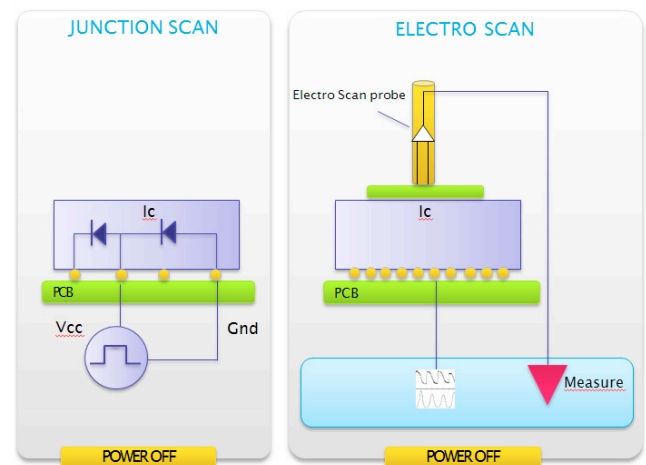 JUNCTION SCAN
Ic
PCB
Vcc
Gnd
POWER OFF
ELECTRO SCAN
Electro Scan probe
Ic
PCB
Measure
POWER OFF